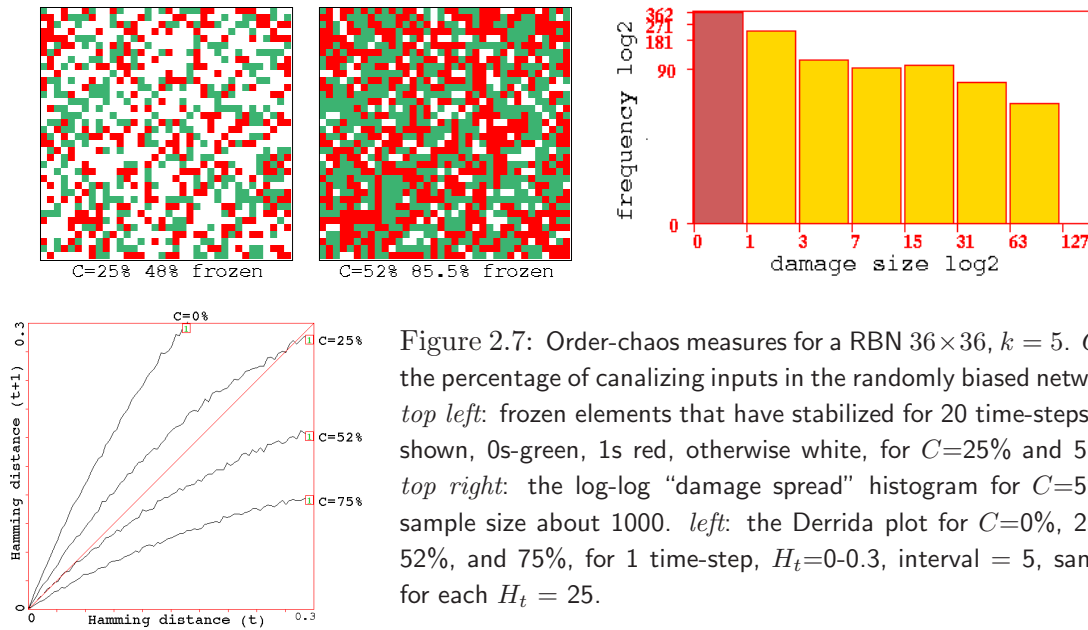 C=25% 48% frozen
C=52% 85.5% frozen
362
271
181
90
0
frequency log2
0 1 3 7 15 31 63 127
damage size log2
C=0%
C=25%
C=52%
C=75%
0.3
Hamming distance (t+1)
0
0 Hamming distance (t) 0.3
Figure 2.7: Order-chaos measures for a RBN 36×36, k = 5.
the percentage of canalizing inputs in the randomly biased netw
top left: frozen elements that have stabilized for 20 time-steps
shown, 0s-green, 1s red, otherwise white, for C=25% and 5
top right: the log-log “damage spread” histogram for C=5
sample size about 1000. left: the Derrida plot for C=0%, 2
52%, and 75%, for 1 time-step, Ht=0-0.3, interval = 5, sam
for each Ht = 25.